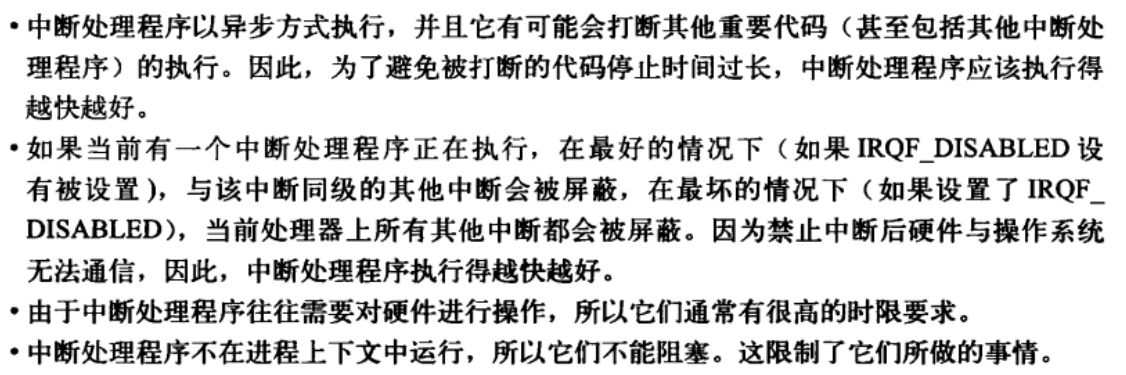 •中断处理程序以异步方式执行，并且它有可能会打断其他重要代码（甚至包括其他中断处
理程序）的执行。因此，为了避免被打断的代码停止时间过长，中断处理程序应该执行得
越快越好。
•如果当前有一个中断处理程序正在执行，在最好的情况下（如果 IRQF_DISABLED 设
有被设置），与该中断同级的其他中断会被屏蔽，在最坏的情况下（如果设置了 IRQF_
DISABLED），当前处理器上所有其他中断都会被屏蔽。因为禁止中断后硬件与操作系统
无法通信，因此，中断处理程序执行得越快越好。
•由于中断处理程序往往需要对硬件进行操作，所以它们通常有很高的时限要求。
•中断处理程序不在进程上下文中运行，所以它们不能阻塞。这限制了它们所做的事情。